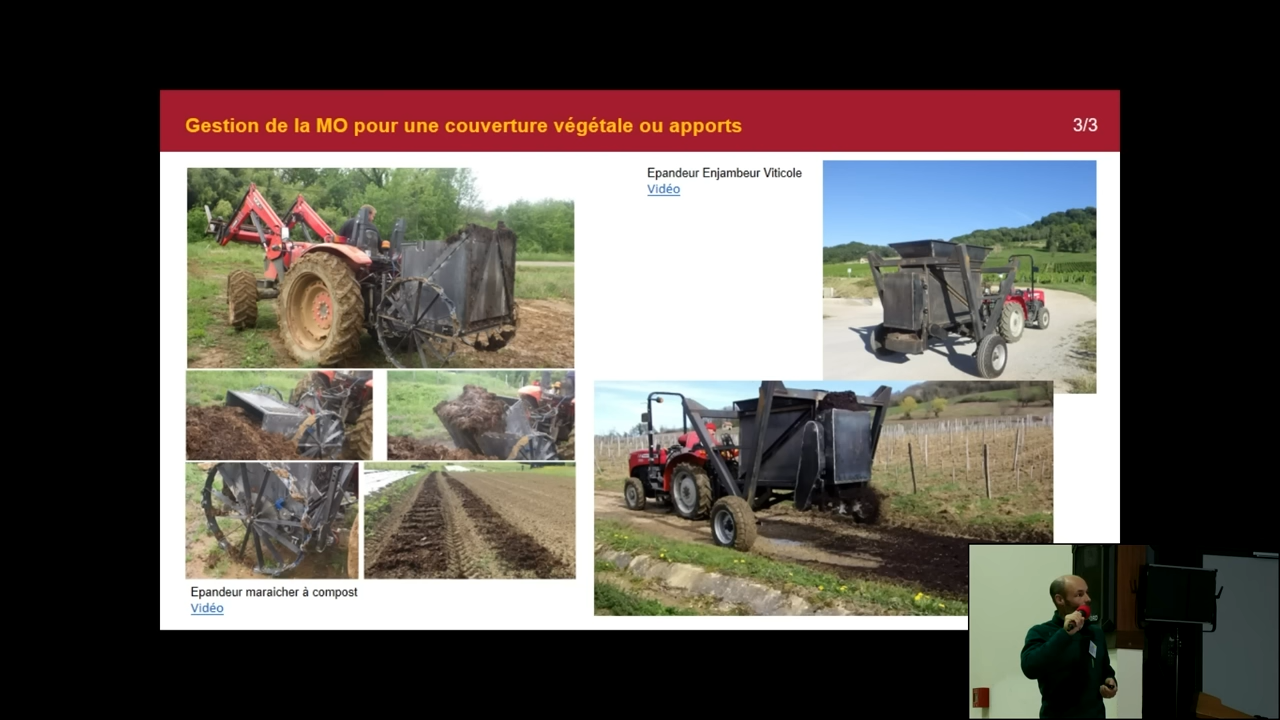 Gestion de la MO pour une couverture végétale ou apports
3/3
Epandeur Enjambeur Viticole
Vidéo
Epandeur maraicher à compost
Vidéo